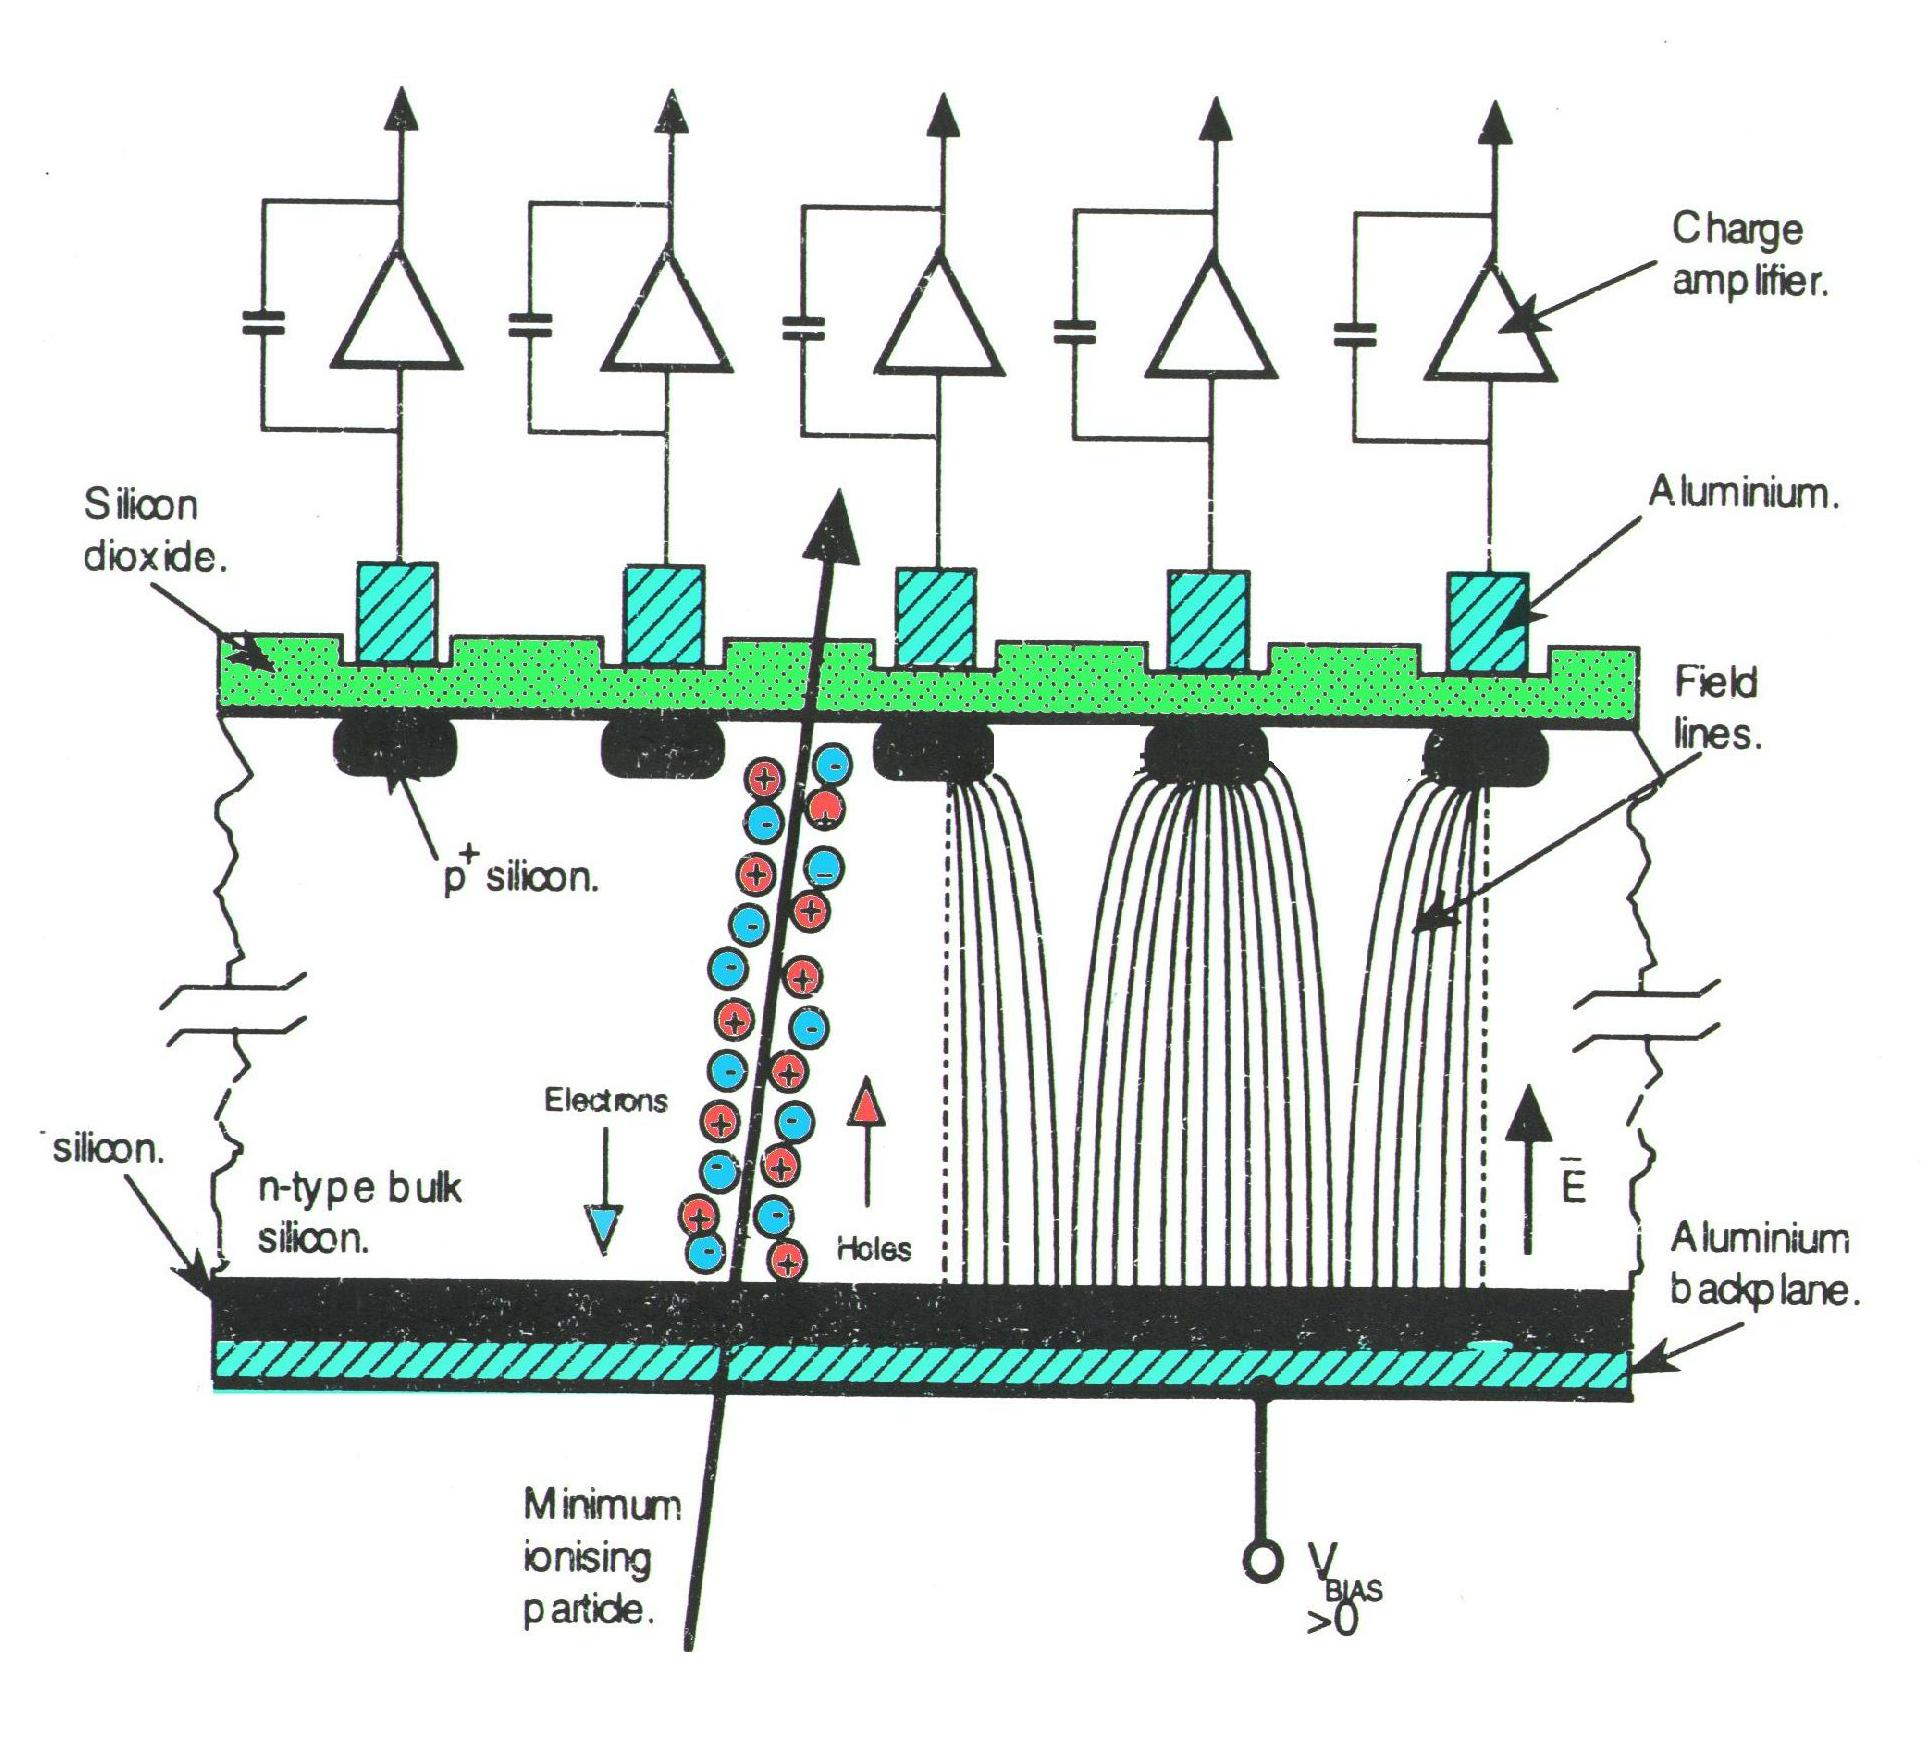 Charge
amplifier.
Silicon
dioxide.
Aluminium.
Field
lines.
p+ silicon.
Electrons
silicon.
n-type bulk
silicon.
Holes
E
Aluminium
backplane.
Minimum
ionising
particle.
VBIAS
>0
+ -
- +
+ -
- +
- +
+ -
- +
+ -
- +
+ -
- +